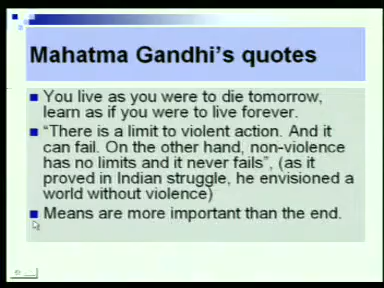 Mahatma Gandhi's quotes
You live as you were to die tomorrow,
learn as if you were to live forever.
"There is a limit to violent action. And it
can fail. On the other hand, non-violence
has no limits and it never fails", (as it
proved in Indian struggle, he envisioned a
world without violence)
Means are more important than the end.